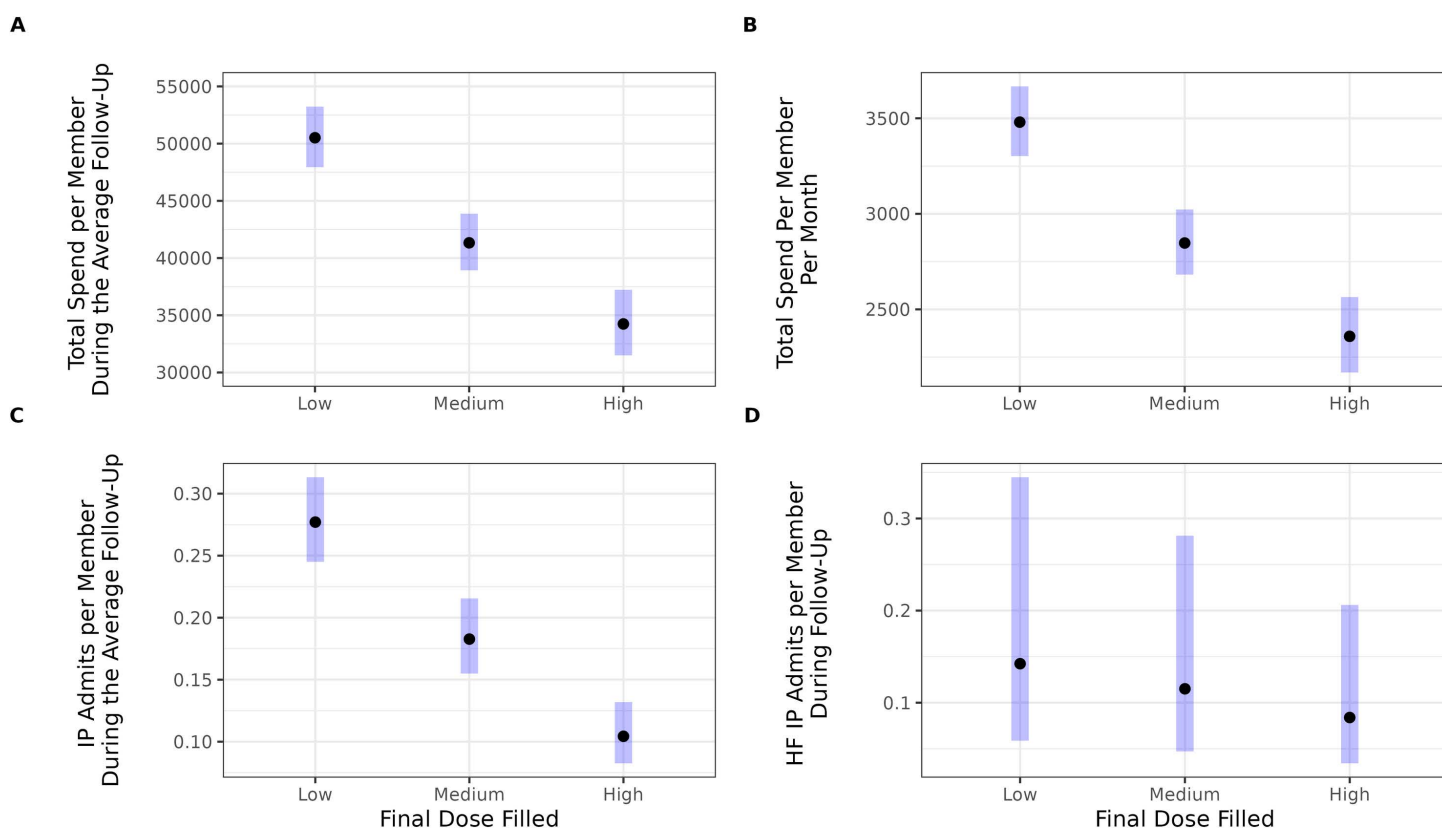 A
Total Spend per Member
During the Average Follow-Up
55000
50000
45000
40000
35000
30000
Low Medium High
B
Total Spend Per Member
Per Month
3500
3000
2500
Low Medium High
C
IP Admits per Member
During the Average Follow-Up
0.30
0.25
0.20
0.15
0.10
Low Medium High
Final Dose Filled
D
HF IP Admits per Member
During Follow-Up
0.3
0.2
0.1
Low Medium High
Final Dose Filled